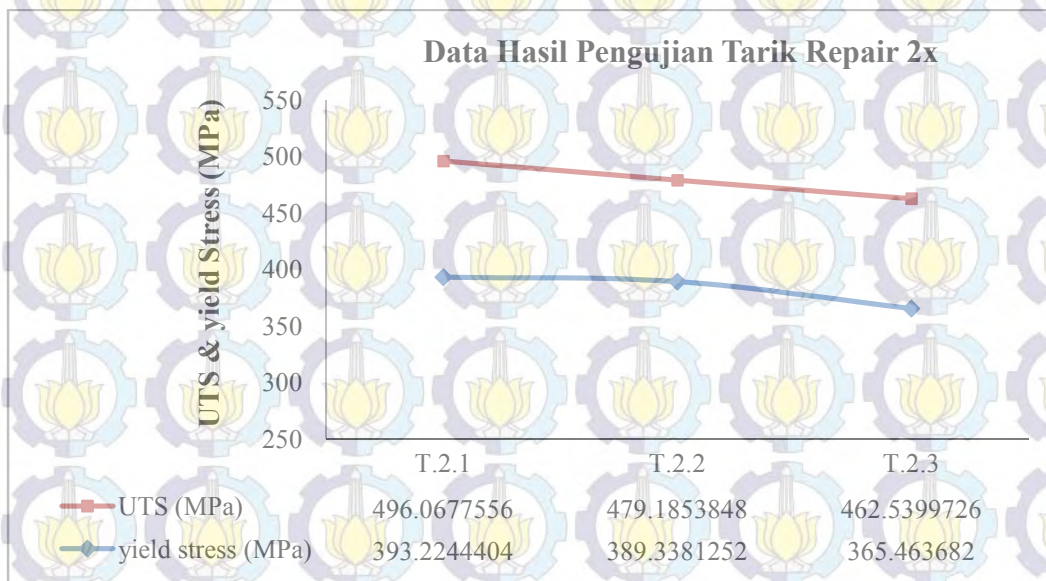 Data Hasil Pengujian Tarik Repair 2x
UTS & yield Stress (MPa)
550
500
450
400
350
300
250
T.2.1 T.2.2 T.2.3
UTS (MPa) 496.0677556 479.1853848 462.5399726
yield stress (MPa) 393.2244404 389.3381252 365.463682